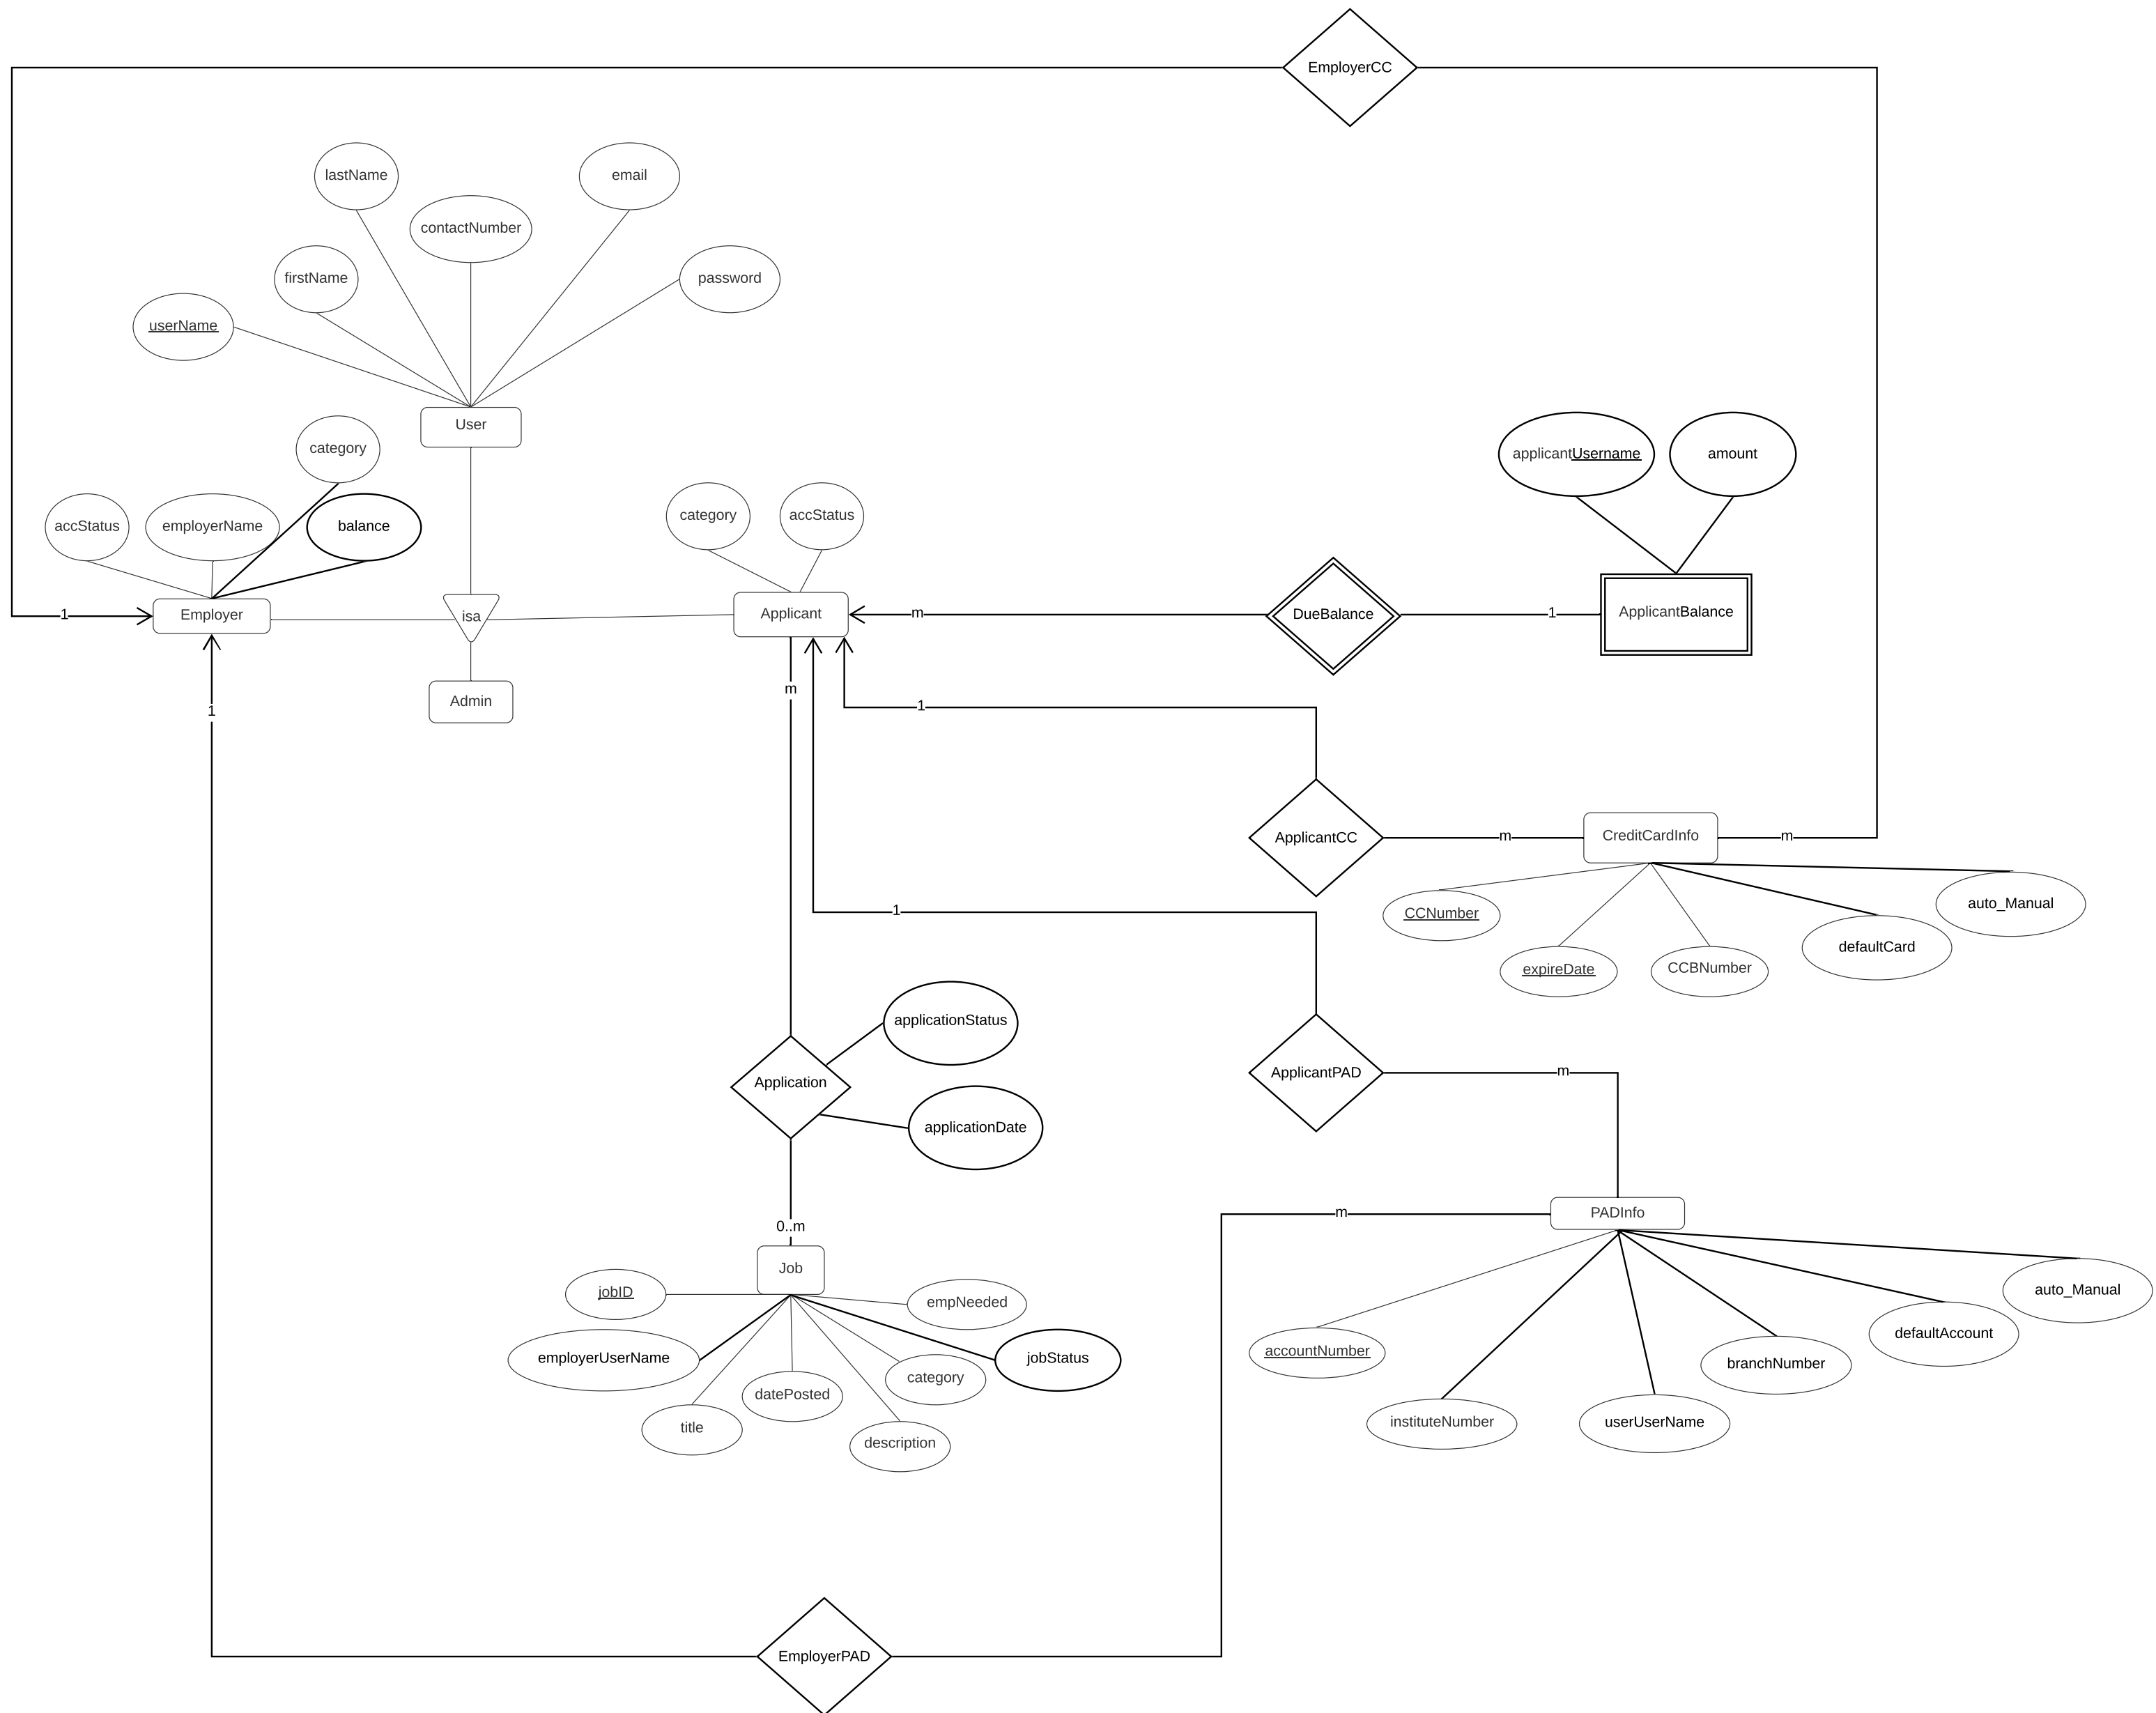 EmployerCC
lastName
email
contactNumber
firstName
password
userName
User
category
applicantUsername
amount
accStatus
employerName
balance
category
accStatus
1
Employer
isa
Applicant
m
DueBalance
1
ApplicantBalance
Admin
m
1
1
ApplicantCC
m
CreditCardInfo
m
CCNumber
auto_Manual
1
defaultCard
expireDate
CCBNumber
applicationStatus
Application
ApplicantPAD
m
applicationDate
0..m
m
PADInfo
Job
jobID
empNeeded
auto_Manual
employerUserName
jobStatus
accountNumber
defaultAccount
branchNumber
category
datePosted
title
description
instituteNumber
userUserName
EmployerPAD